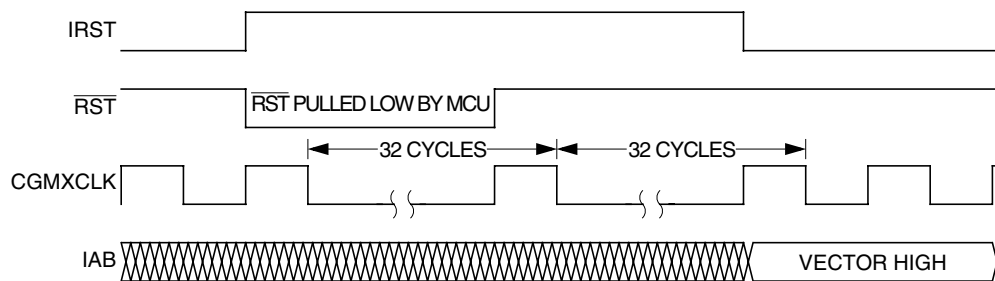 IRST
RST RST PULLED LOW BY MCU
32 CYCLES 32 CYCLES
CGMXCLK
IAB VECTOR HIGH